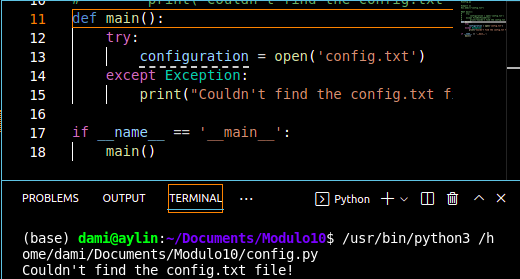 10 #         print("Couldn't find the config.txt
11 def main():
12     try:
13         configuration = open('config.txt')
14     except Exception:
15         print("Couldn't find the config.txt f
16
17 if __name__ == '__main__':
18     main()
PROBLEMS OUTPUT TERMINAL ... Python
(base) dami@aylin:~/Documents/Modulo10$ /usr/bin/python3 /h
ome/dami/Documents/Modulo10/config.py
Couldn't find the config.txt file!